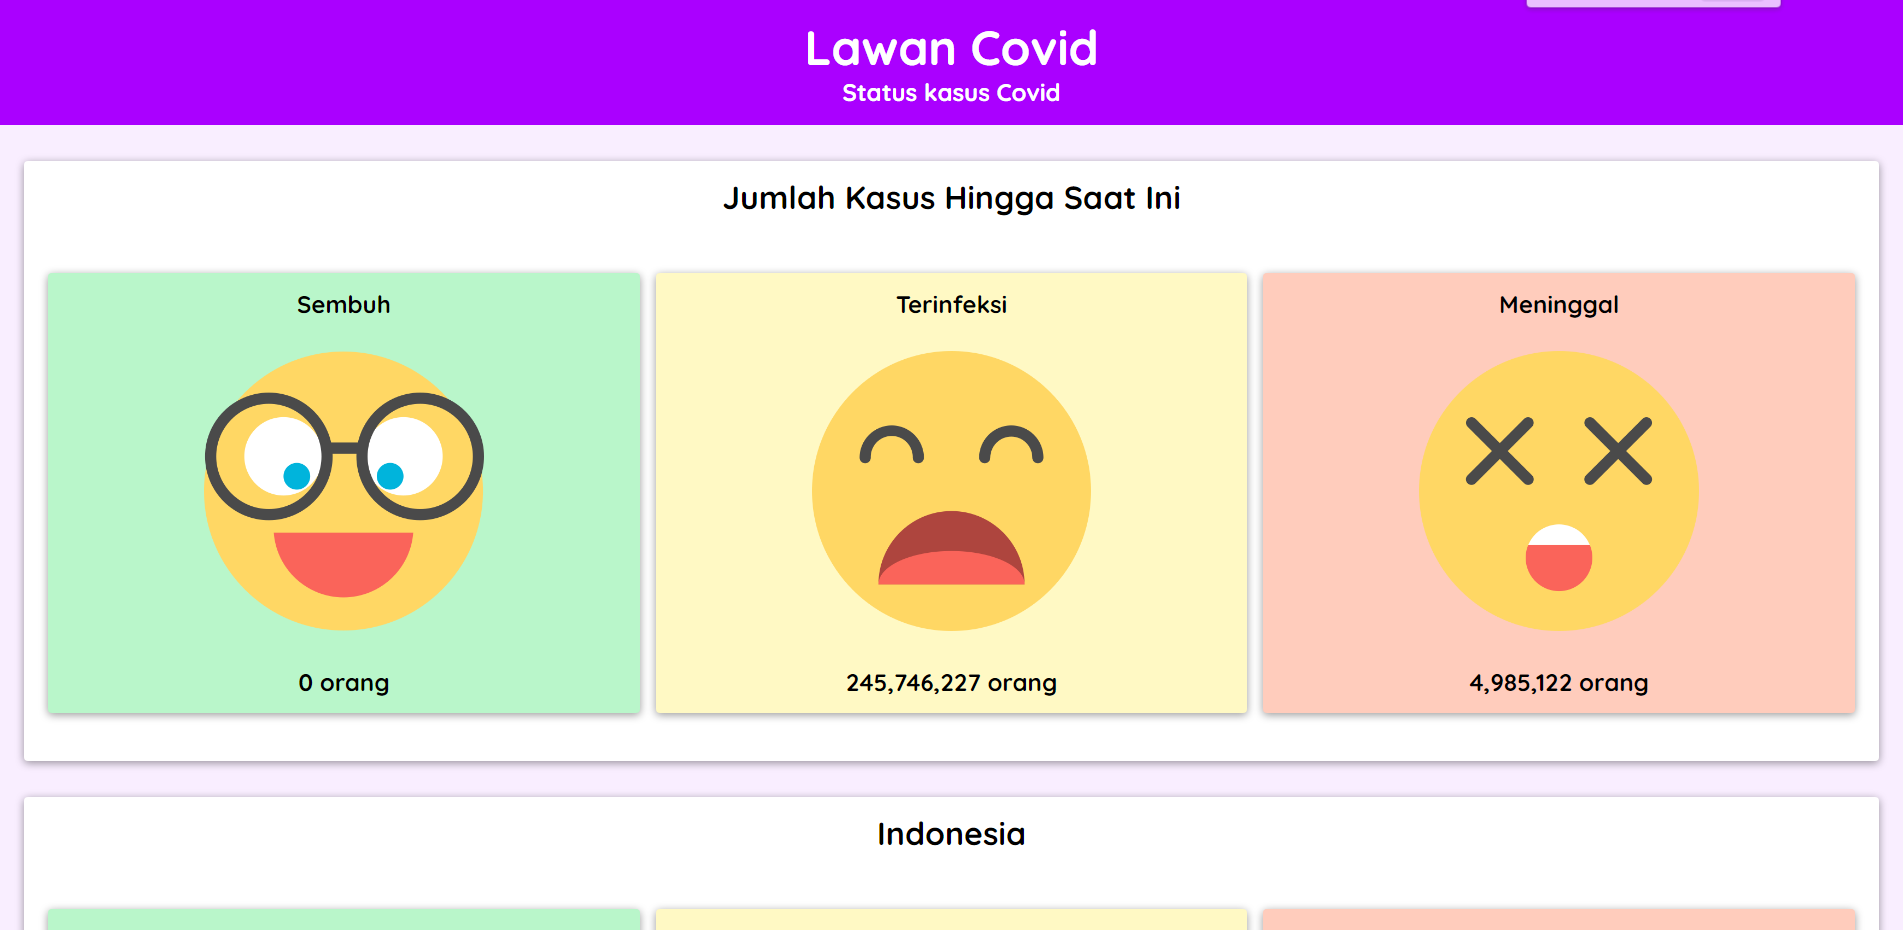 Lawan Covid
Status kasus Covid
Jumlah Kasus Hingga Saat Ini
Sembuh
Terinfeksi
Meninggal
0 orang
245,746,227 orang
4,985,122 orang
Indonesia